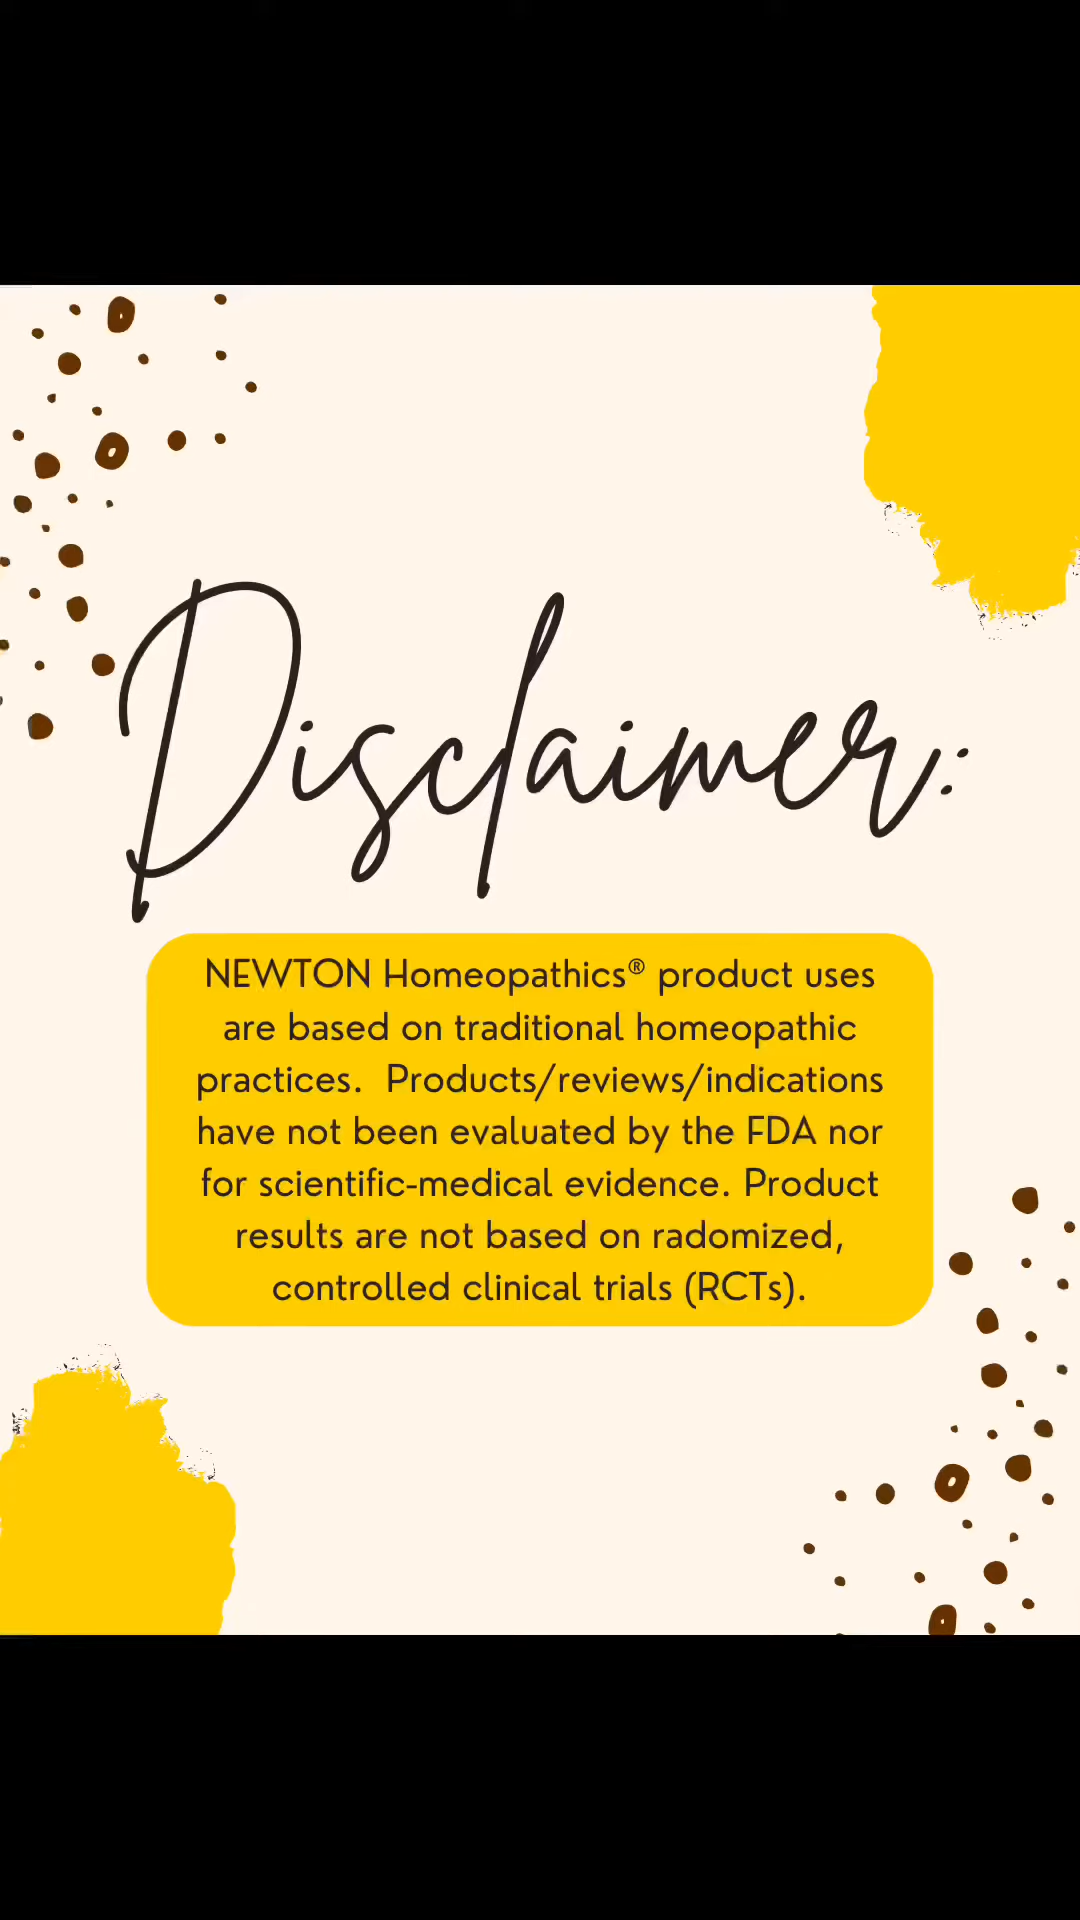 Disclaimer:
NEWTON Homeopathics® product uses
are based on traditional homeopathic
practices.  Products/reviews/indications
have not been evaluated by the FDA nor
for scientific-medical evidence. Product
results are not based on radomized,
controlled clinical trials (RCTs).